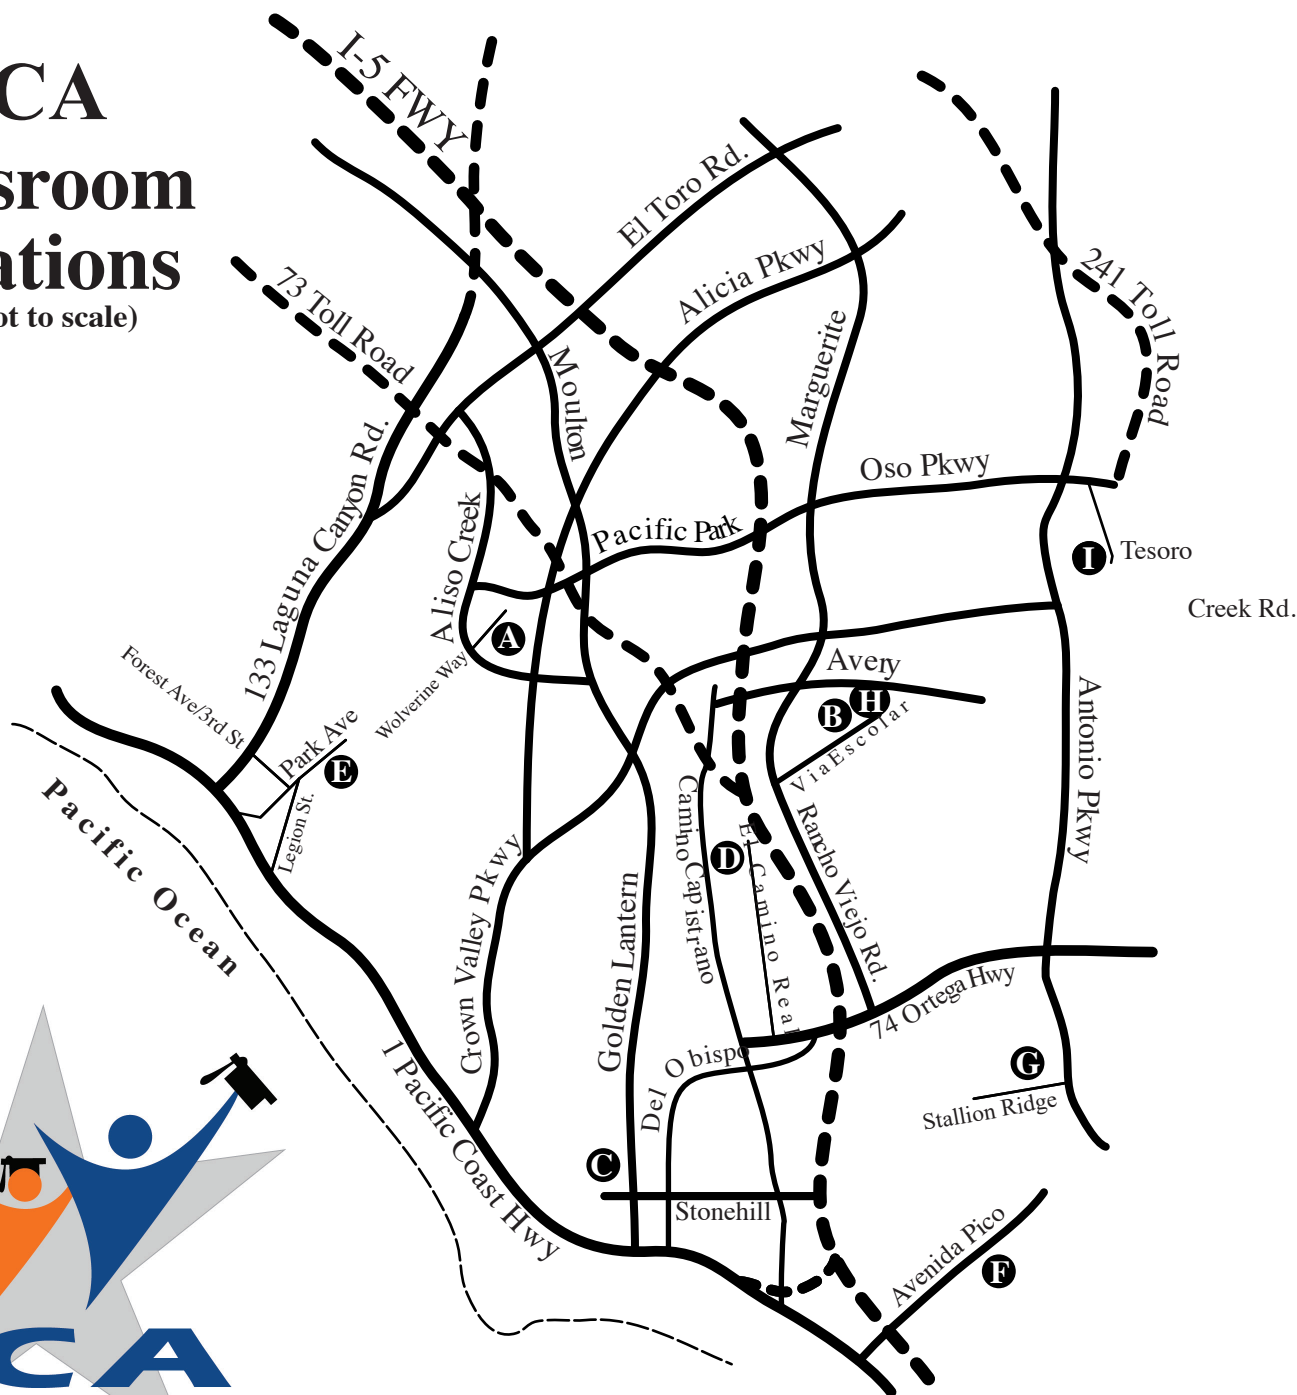 CA
sroom
ations
ot to scale)
I-5 FWY
73 Toll Road
El Toro Rd.
Alicia Pkwy
241 Toll Road
Moulton
Marguerite
Oso Pkwy
133 Laguna Canyon Rd.
Aliso Creek
Pacific Park
I
Tesoro
Creek Rd.
A
Wolverine Way
Forest Ave/3rd St
Park Ave
E
Legion St.
Avery
B
H
Via Escolar
Antonio Pkwy
Pacific Ocean
Camino Capistrano
D
El Camino Real
Rancho Viejo Rd.
Crown Valley Pkwy
Golden Lantern
74 Ortega Hwy
Del Obispo
G
Stallion Ridge
1 Pacific Coast Hwy
C
Stonehill
Avenida Pico
F
CA